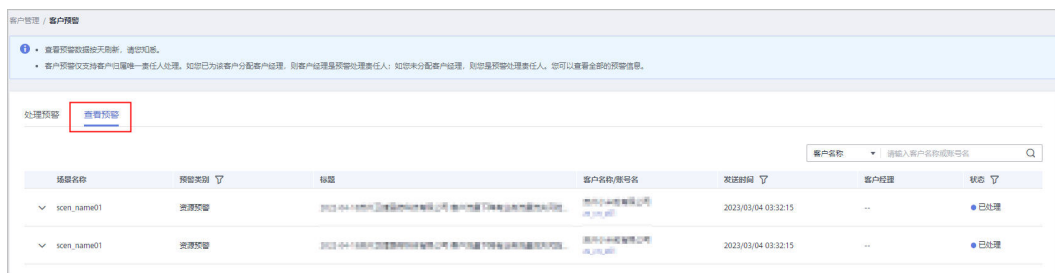 客户管理 / 客户预警
• 查看预警数据按天刷新，请您知悉。
• 客户预警仅支持客户归属唯一责任人处理。如您已为该客户分配客户经理，则客户经理是预警处理责任人；如您未分配客户经理，则您是预警处理责任人。您可以查看全部的预警信息。
处理预警 查看预警
客户名称 请输入客户名称或账号名
场景名称 预警类别 标题 客户名称/账号名 发送时间 客户经理 状态
scen_name01 资源预警 2023/03/04 03:32:15 -- 已处理
scen_name01 资源预警 2023/03/04 03:32:15 -- 已处理